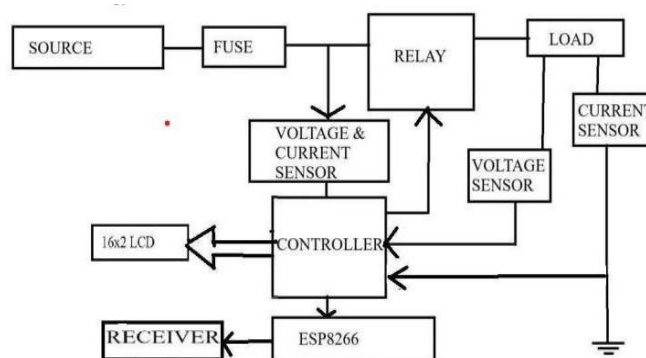 SOURCE
FUSE
RELAY
LOAD
VOLTAGE &
CURRENT
SENSOR
VOLTAGE
SENSOR
CURRENT
SENSOR
16x2 LCD
CONTROLLER
RECEIVER
ESP8266